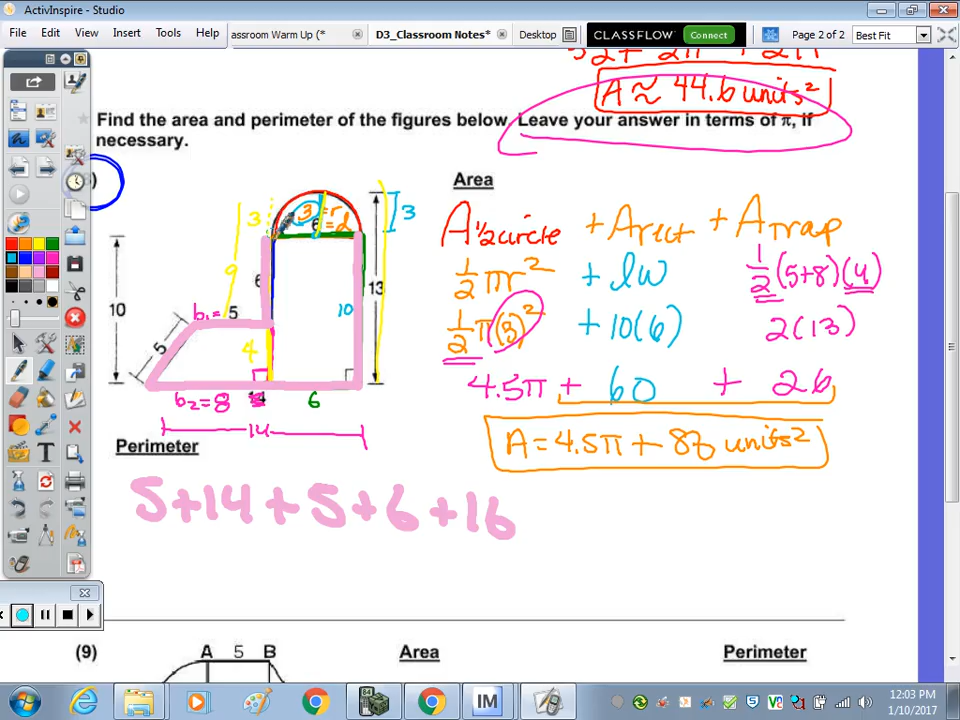 ActivInspire - Studio
File Edit View Insert Tools Help assroom Warm Up (* D3_Classroom Notes* Desktop CLASSFLOW Connect Page 2 of 2 Best Fit
A ≈ 44.6 units²
Find the area and perimeter of the figures below. Leave your answer in terms of π, if
necessary.
Area
A½circle + Arect + Atrap
½πr² + lw ½(5+8)(4)
½π(3)² + 10(6) 2(13)
4.5π + 60 + 26
A = 4.5π + 86 units²
3 3=r 6=d 3
9 6 13
10 b₁= 5 10
5 4
b₂=8 14 6
14
Perimeter
5+14+5+6+16
(9) A 5 B Area Perimeter
IM
12:03 PM
1/10/2017